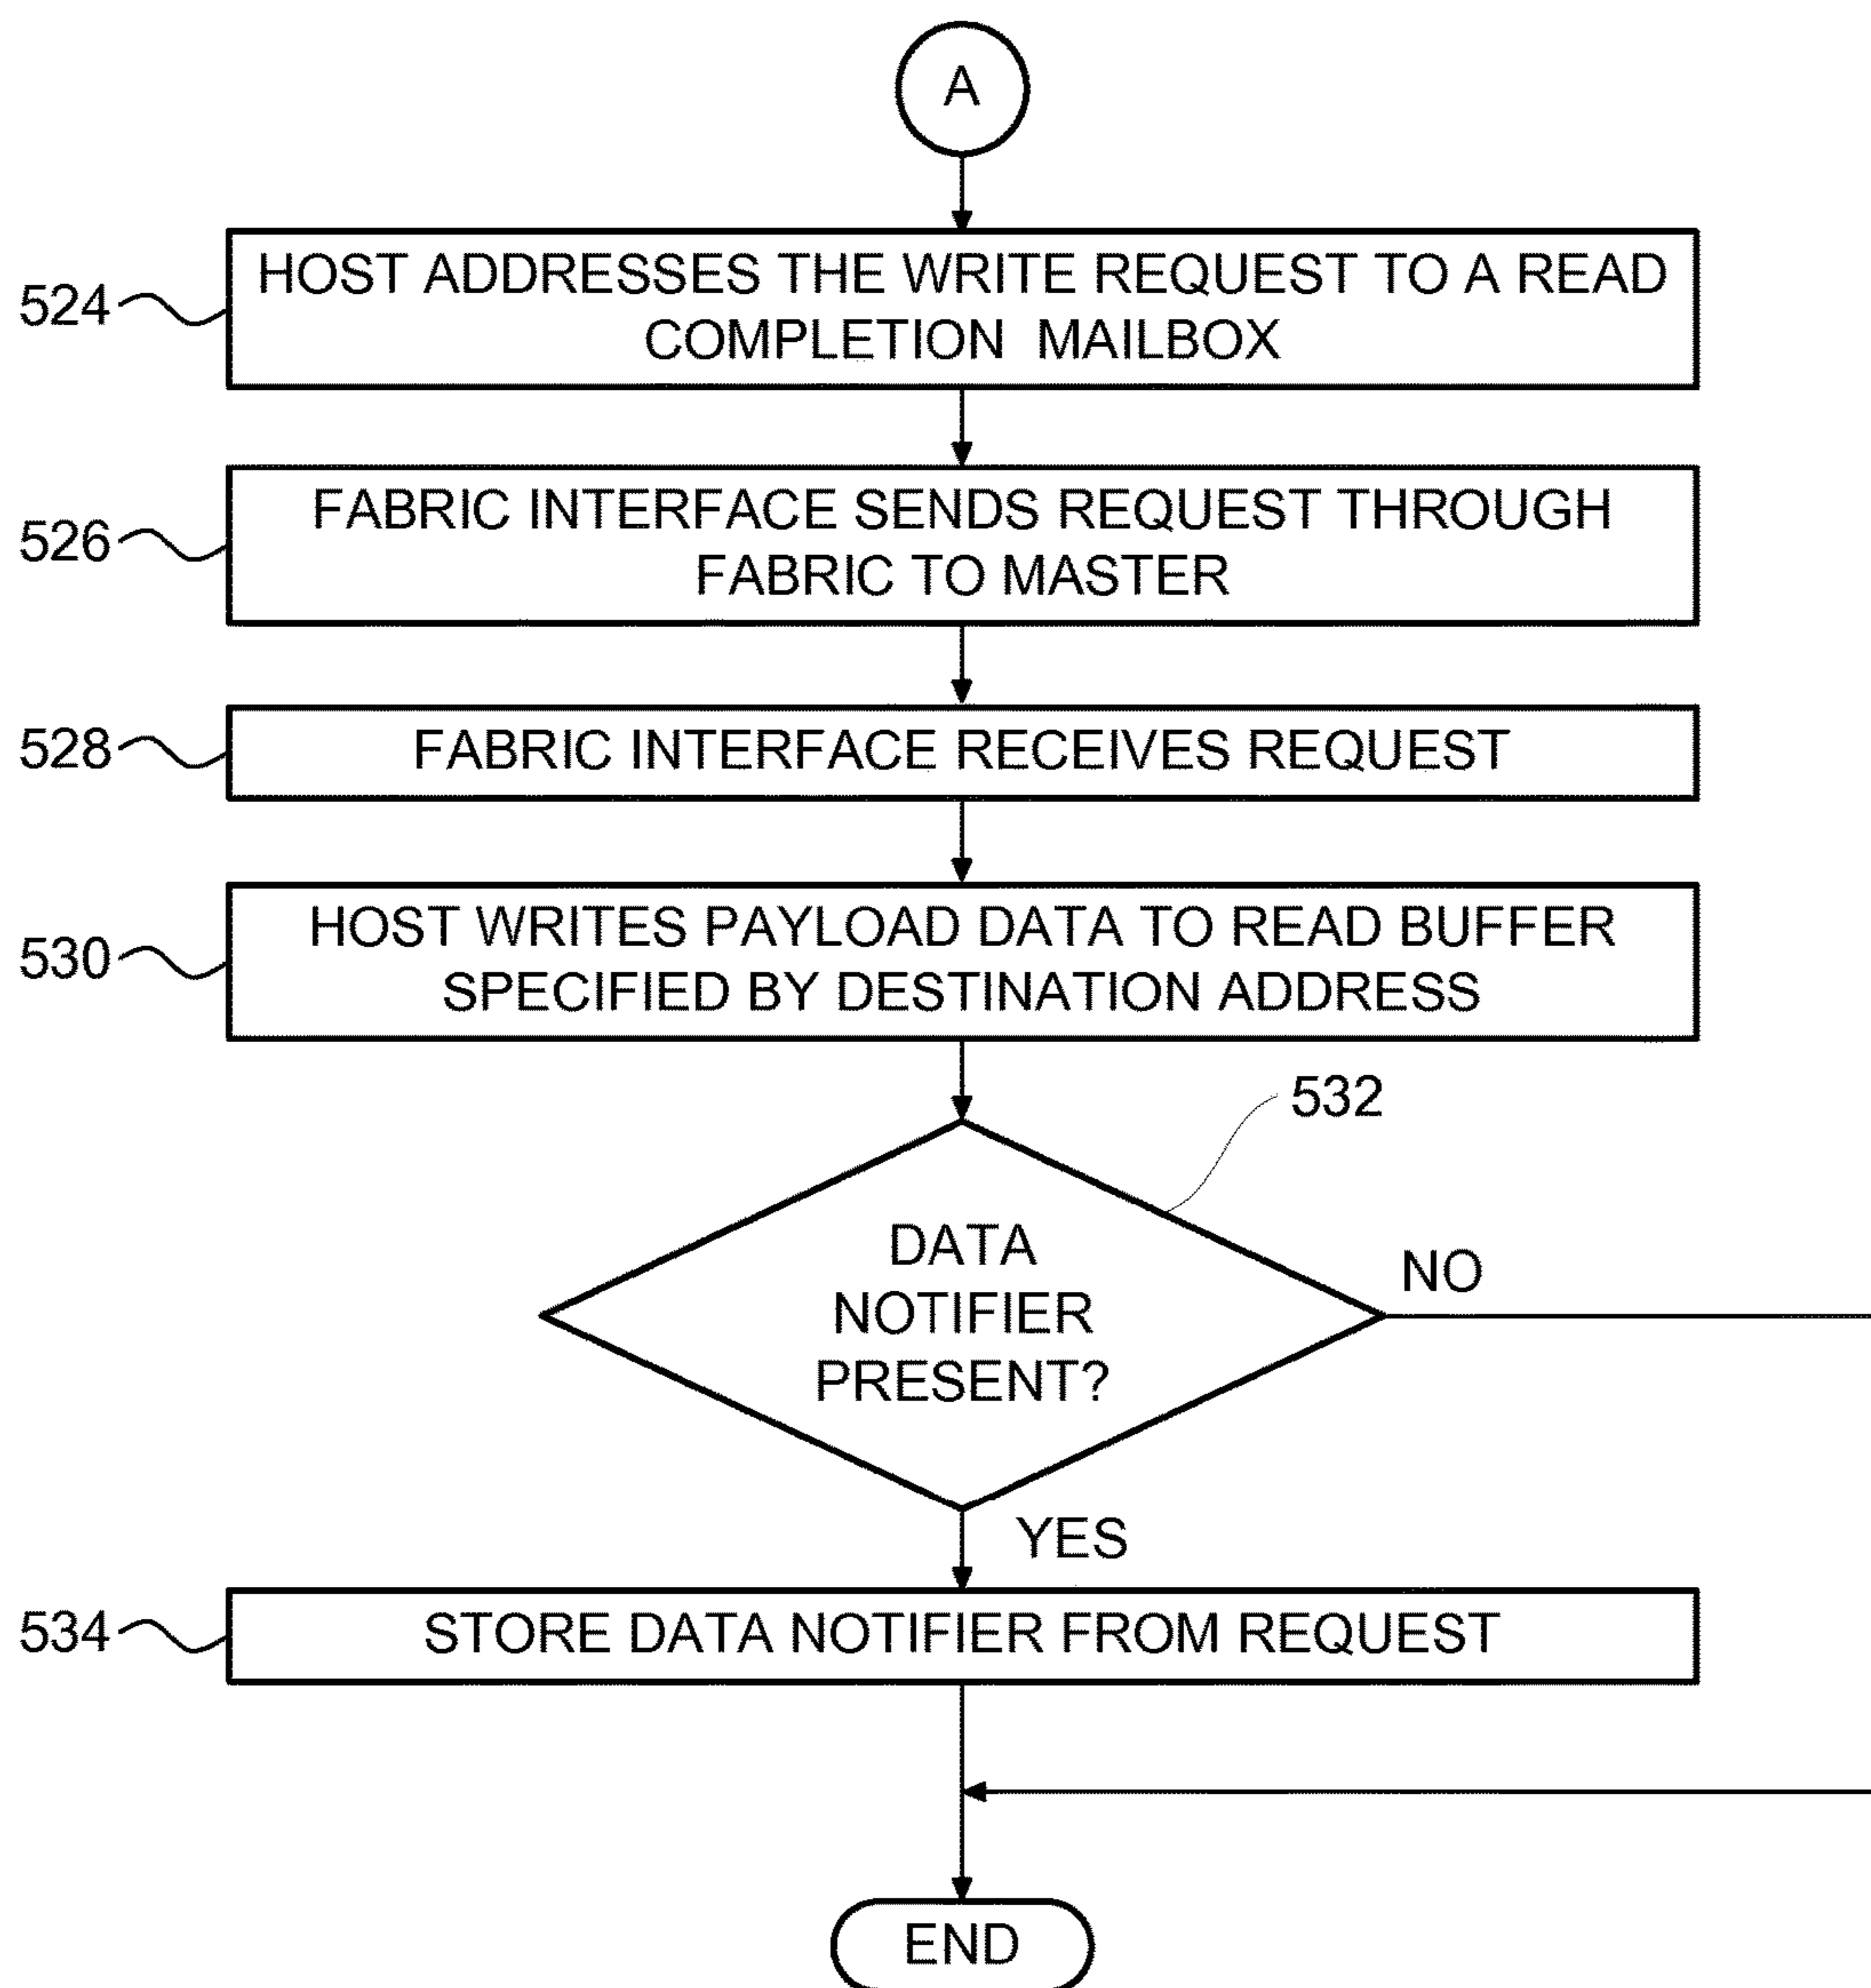 A
HOST ADDRESSES THE WRITE REQUEST TO A READ
COMPLETION MAILBOX
524
FABRIC INTERFACE SENDS REQUEST THROUGH
FABRIC TO MASTER
526
528
FABRIC INTERFACE RECEIVES REQUEST
HOST WRITES PAYLOAD DATA TO READ BUFFER
SPECIFIED BY DESTINATION ADDRESS
530
532
DATA
NOTIFIER
PRESENT?
NO
YES
534
STORE DATA NOTIFIER FROM REQUEST
END